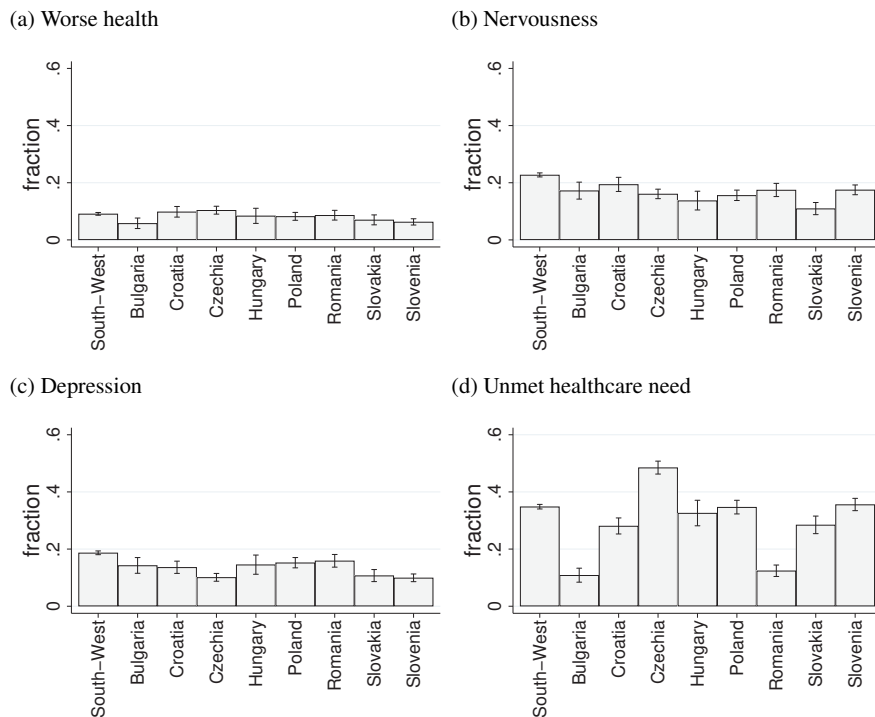 (a) Worse health
fraction
.6
.4
.2
0
South−West
Bulgaria
Croatia
Czechia
Hungary
Poland
Romania
Slovakia
Slovenia
(b) Nervousness
fraction
.6
.4
.2
0
South−West
Bulgaria
Croatia
Czechia
Hungary
Poland
Romania
Slovakia
Slovenia
(c) Depression
fraction
.6
.4
.2
0
South−West
Bulgaria
Croatia
Czechia
Hungary
Poland
Romania
Slovakia
Slovenia
(d) Unmet healthcare need
fraction
.6
.4
.2
0
South−West
Bulgaria
Croatia
Czechia
Hungary
Poland
Romania
Slovakia
Slovenia